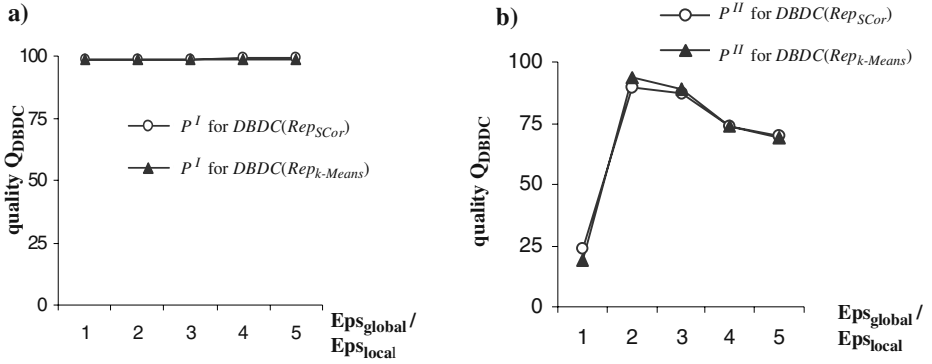 a)
quality Q_DBDC
100
75
50
25
0
P^I for DBDC(Rep_SCor)
P^I for DBDC(Rep_k-Means)
1 2 3 4 5
Eps_global /
Eps_local
b)
P^II for DBDC(Rep_SCor)
P^II for DBDC(Rep_k-Means)
quality Q_DBDC
100
75
50
25
0
1 2 3 4 5
Eps_global /
Eps_local